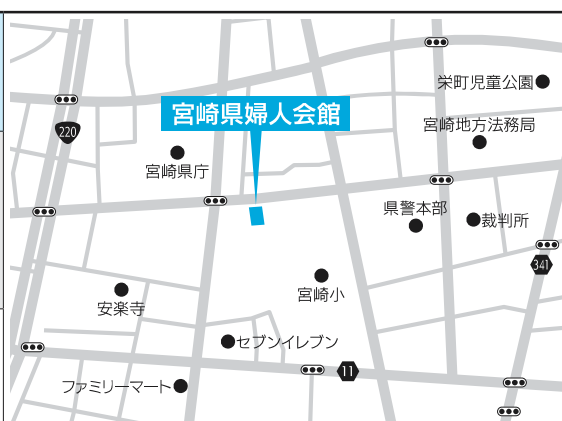 栄町児童公園
220
宮崎県婦人会館
宮崎地方法務局
宮崎県庁
県警本部
裁判所
341
宮崎小
安楽寺
セブンイレブン
11
ファミリーマート